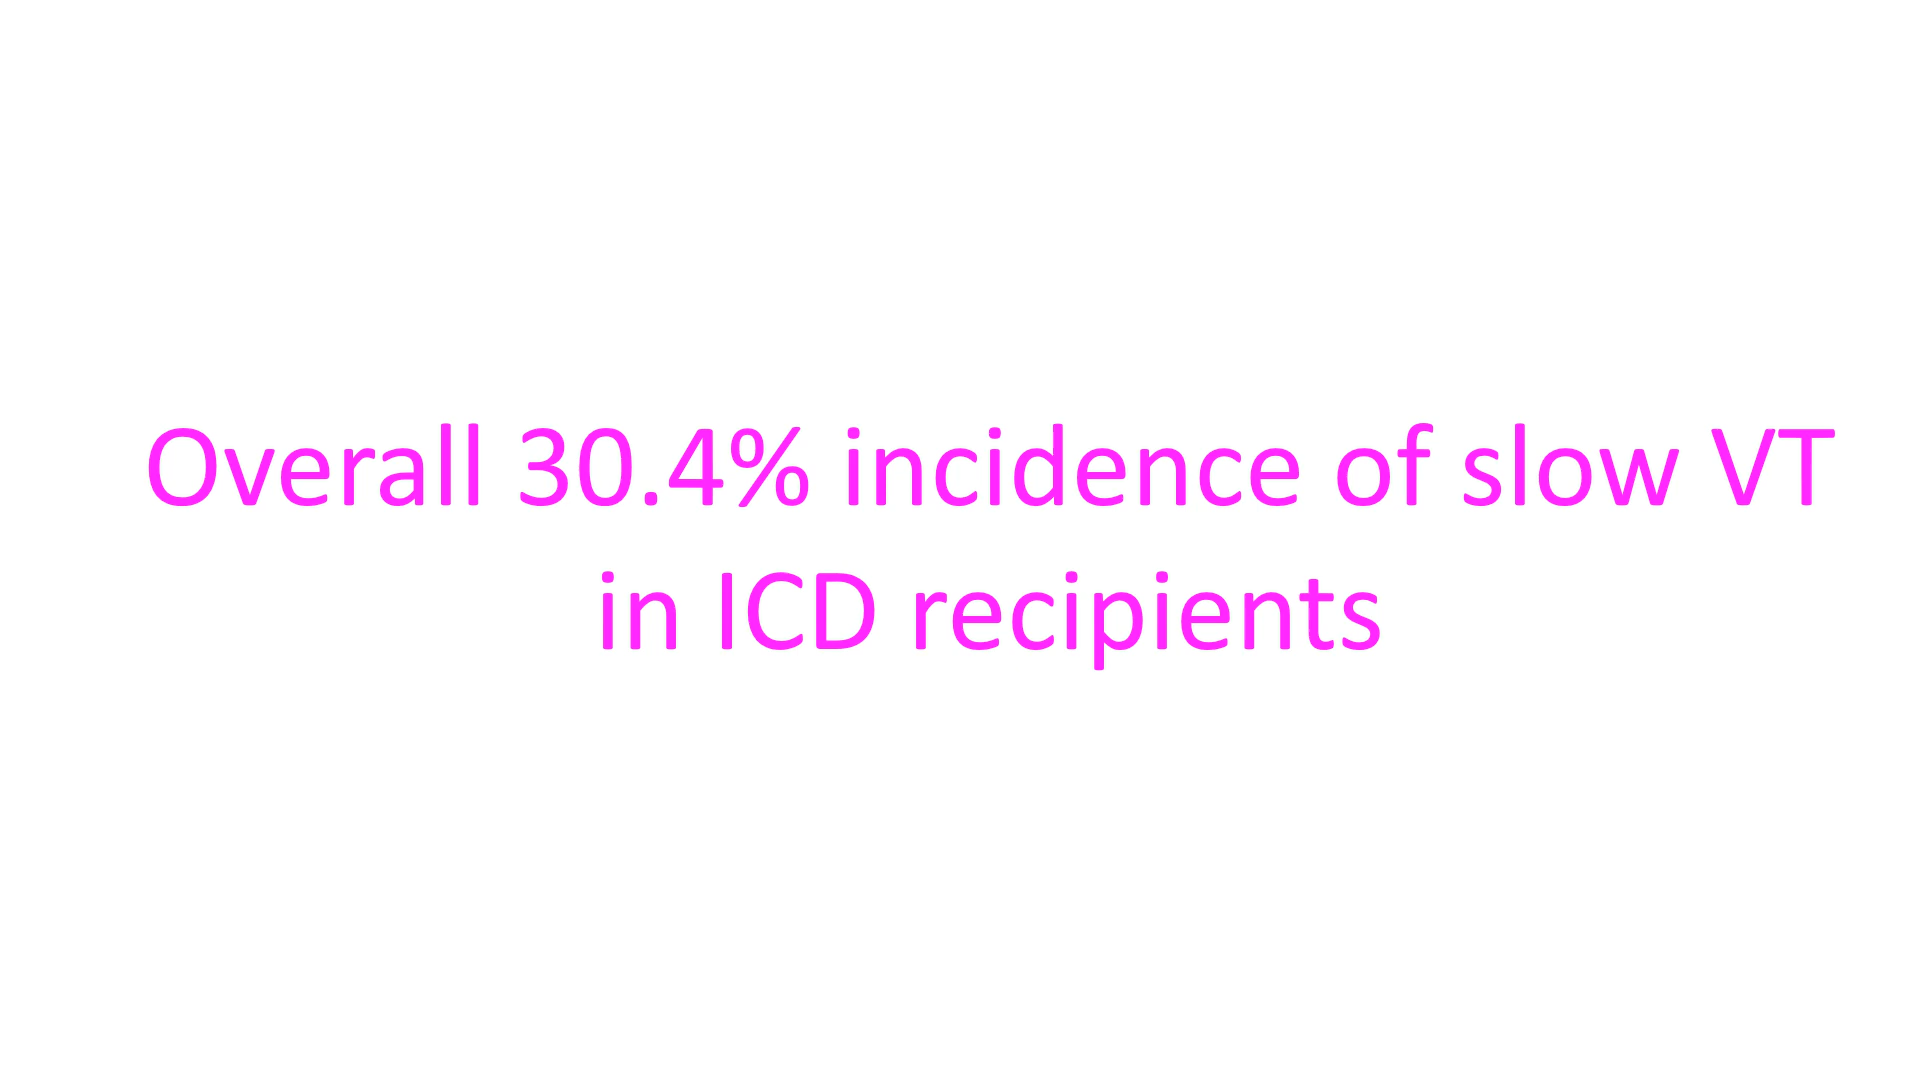 Overall 30.4% incidence of slow VT
in ICD recipients